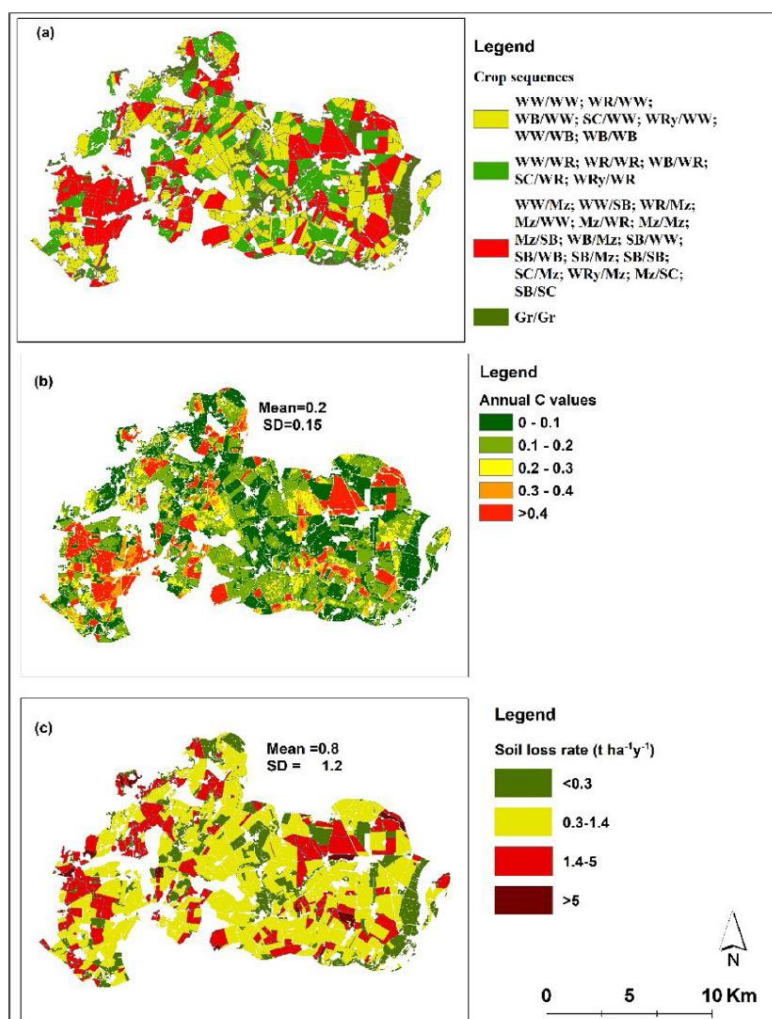 (a)
Legend
Crop sequences
WW/WW; WR/WW;
WB/WW; SC/WW; WRy/WW;
WW/WB; WB/WB
WW/WR; WR/WR; WB/WR;
SC/WR; WRy/WR
WW/Mz; WW/SB; WR/Mz;
Mz/WW; Mz/WR; Mz/Mz;
Mz/SB; WB/Mz; SB/WW;
SB/WB; SB/Mz; SB/SB;
SC/Mz; WRy/Mz; Mz/SC;
SB/SC
Gr/Gr
(b)
Mean=0.2
SD=0.15
Legend
Annual C values
0 - 0.1
0.1 - 0.2
0.2 - 0.3
0.3 - 0.4
>0.4
(c)
Mean =0.8
SD = 1.2
Legend
Soil loss rate (t ha⁻¹y⁻¹)
<0.3
0.3-1.4
1.4-5
>5
N
0 5 10 Km